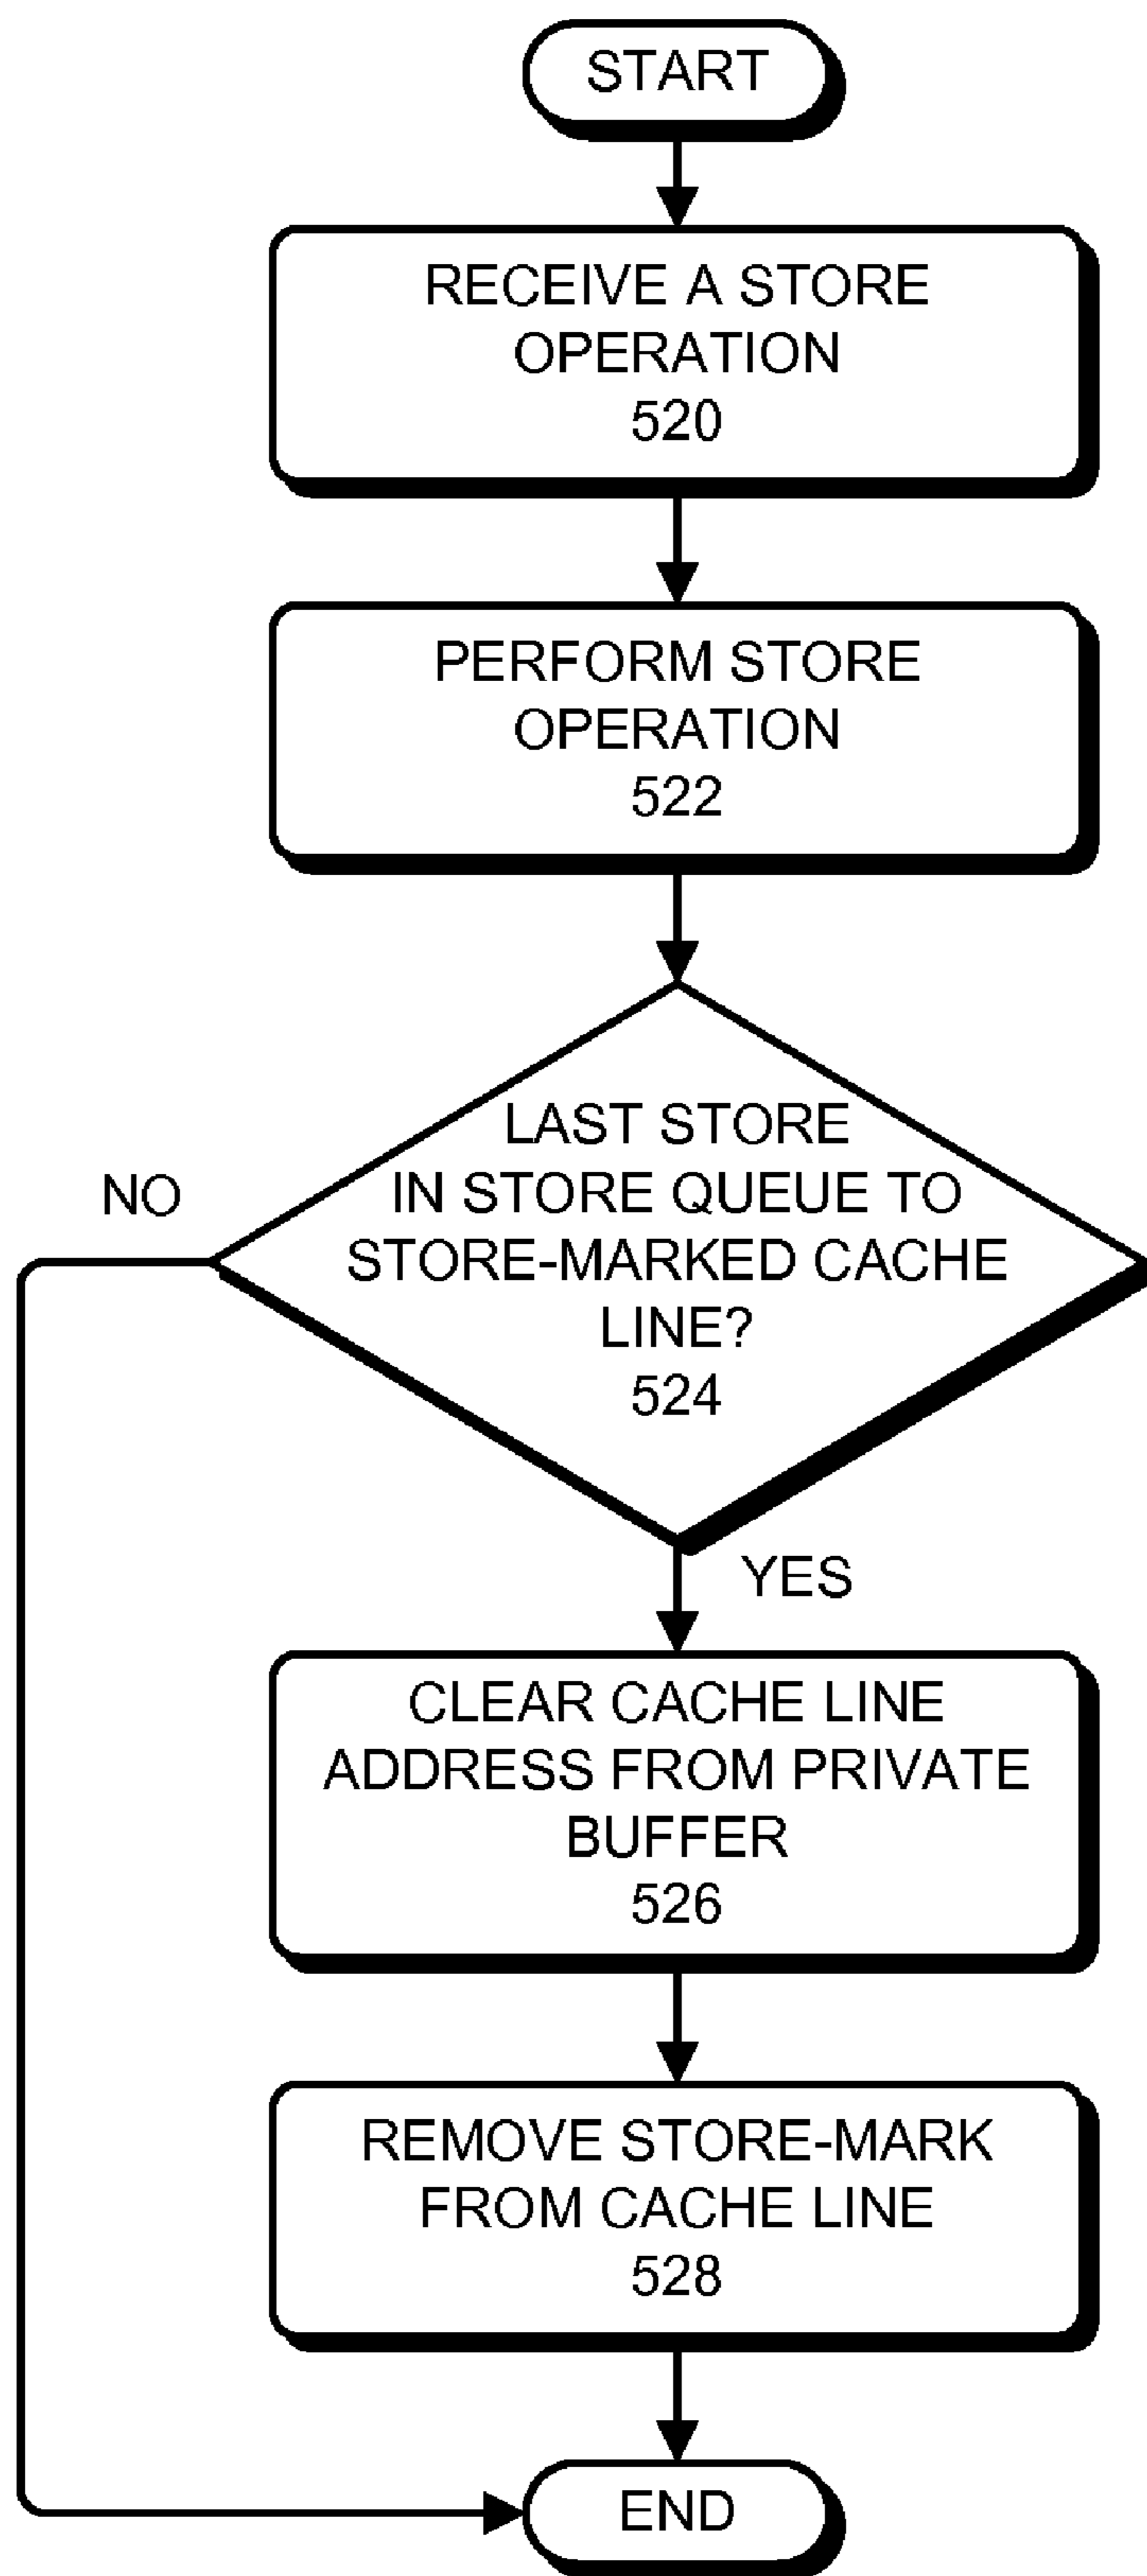 START
RECEIVE A STORE
OPERATION
520
PERFORM STORE
OPERATION
522
LAST STORE
IN STORE QUEUE TO
STORE-MARKED CACHE
LINE?
524
NO
YES
CLEAR CACHE LINE
ADDRESS FROM PRIVATE
BUFFER
526
REMOVE STORE-MARK
FROM CACHE LINE
528
END